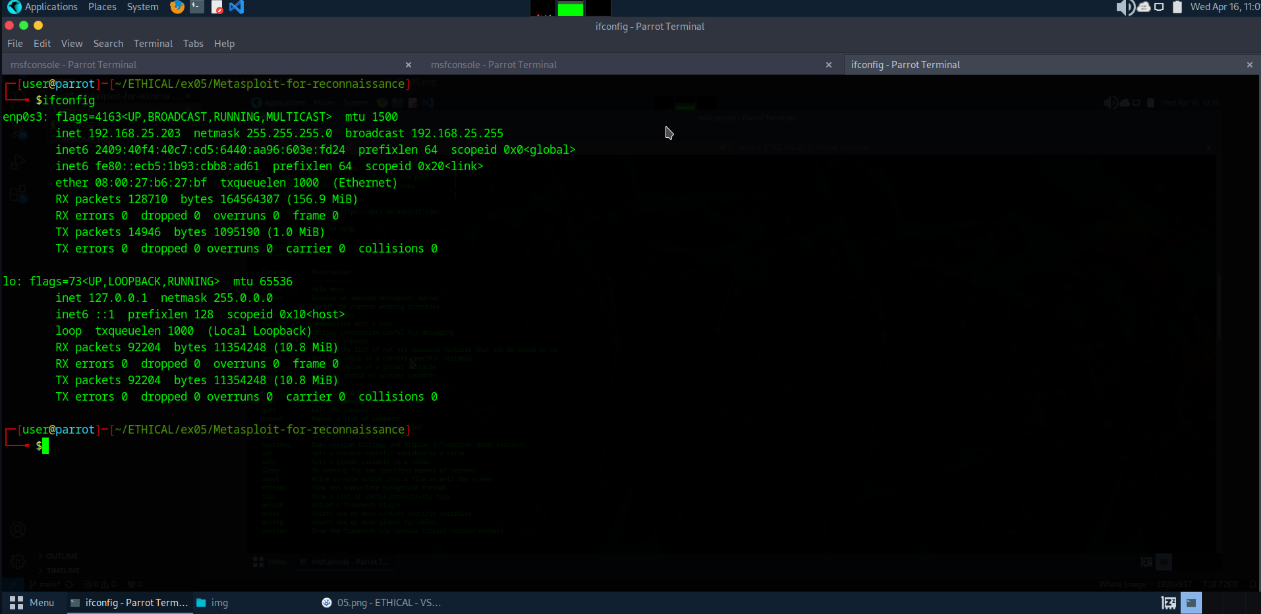 Applications Places System Wed Apr 16, 11:0
ifconfig - Parrot Terminal
File Edit View Search Terminal Tabs Help
msfconsole - Parrot Terminal × msfconsole - Parrot Terminal × ifconfig - Parrot Terminal ×
┌─[user@parrot]─[~/ETHICAL/ex05/Metasploit-for-reconnaissance]
└──╼ $ifconfig
enp0s3: flags=4163<UP,BROADCAST,RUNNING,MULTICAST>  mtu 1500
        inet 192.168.25.203  netmask 255.255.255.0  broadcast 192.168.25.255
        inet6 2409:40f4:40c7:cd5:6440:aa96:603e:fd24  prefixlen 64  scopeid 0x0<global>
        inet6 fe80::ecb5:1b93:cbb8:ad61  prefixlen 64  scopeid 0x20<link>
        ether 08:00:27:b6:27:bf  txqueuelen 1000  (Ethernet)
        RX packets 128710  bytes 164564307 (156.9 MiB)
        RX errors 0  dropped 0  overruns 0  frame 0
        TX packets 14946  bytes 1095190 (1.0 MiB)
        TX errors 0  dropped 0 overruns 0  carrier 0  collisions 0
lo: flags=73<UP,LOOPBACK,RUNNING>  mtu 65536
        inet 127.0.0.1  netmask 255.0.0.0
        inet6 ::1  prefixlen 128  scopeid 0x10<host>
        loop  txqueuelen 1000  (Local Loopback)
        RX packets 92204  bytes 11354248 (10.8 MiB)
        RX errors 0  dropped 0  overruns 0  frame 0
        TX packets 92204  bytes 11354248 (10.8 MiB)
        TX errors 0  dropped 0 overruns 0  carrier 0  collisions 0
┌─[user@parrot]─[~/ETHICAL/ex05/Metasploit-for-reconnaissance]
└──╼ $
OUTLINE
TIMELINE
Menu ifconfig - Parrot Term... img 05.png - ETHICAL - VS...